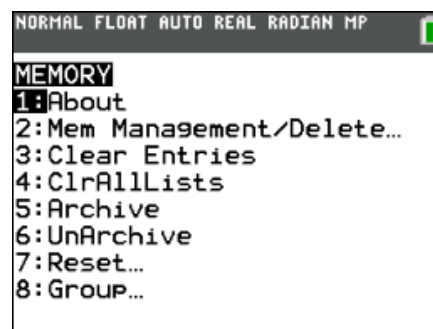 NORMAL FLOAT AUTO REAL RADIAN MP
MEMORY
1:About
2:Mem Management/Delete…
3:Clear Entries
4:ClrAllLists
5:Archive
6:UnArchive
7:Reset…
8:Group…